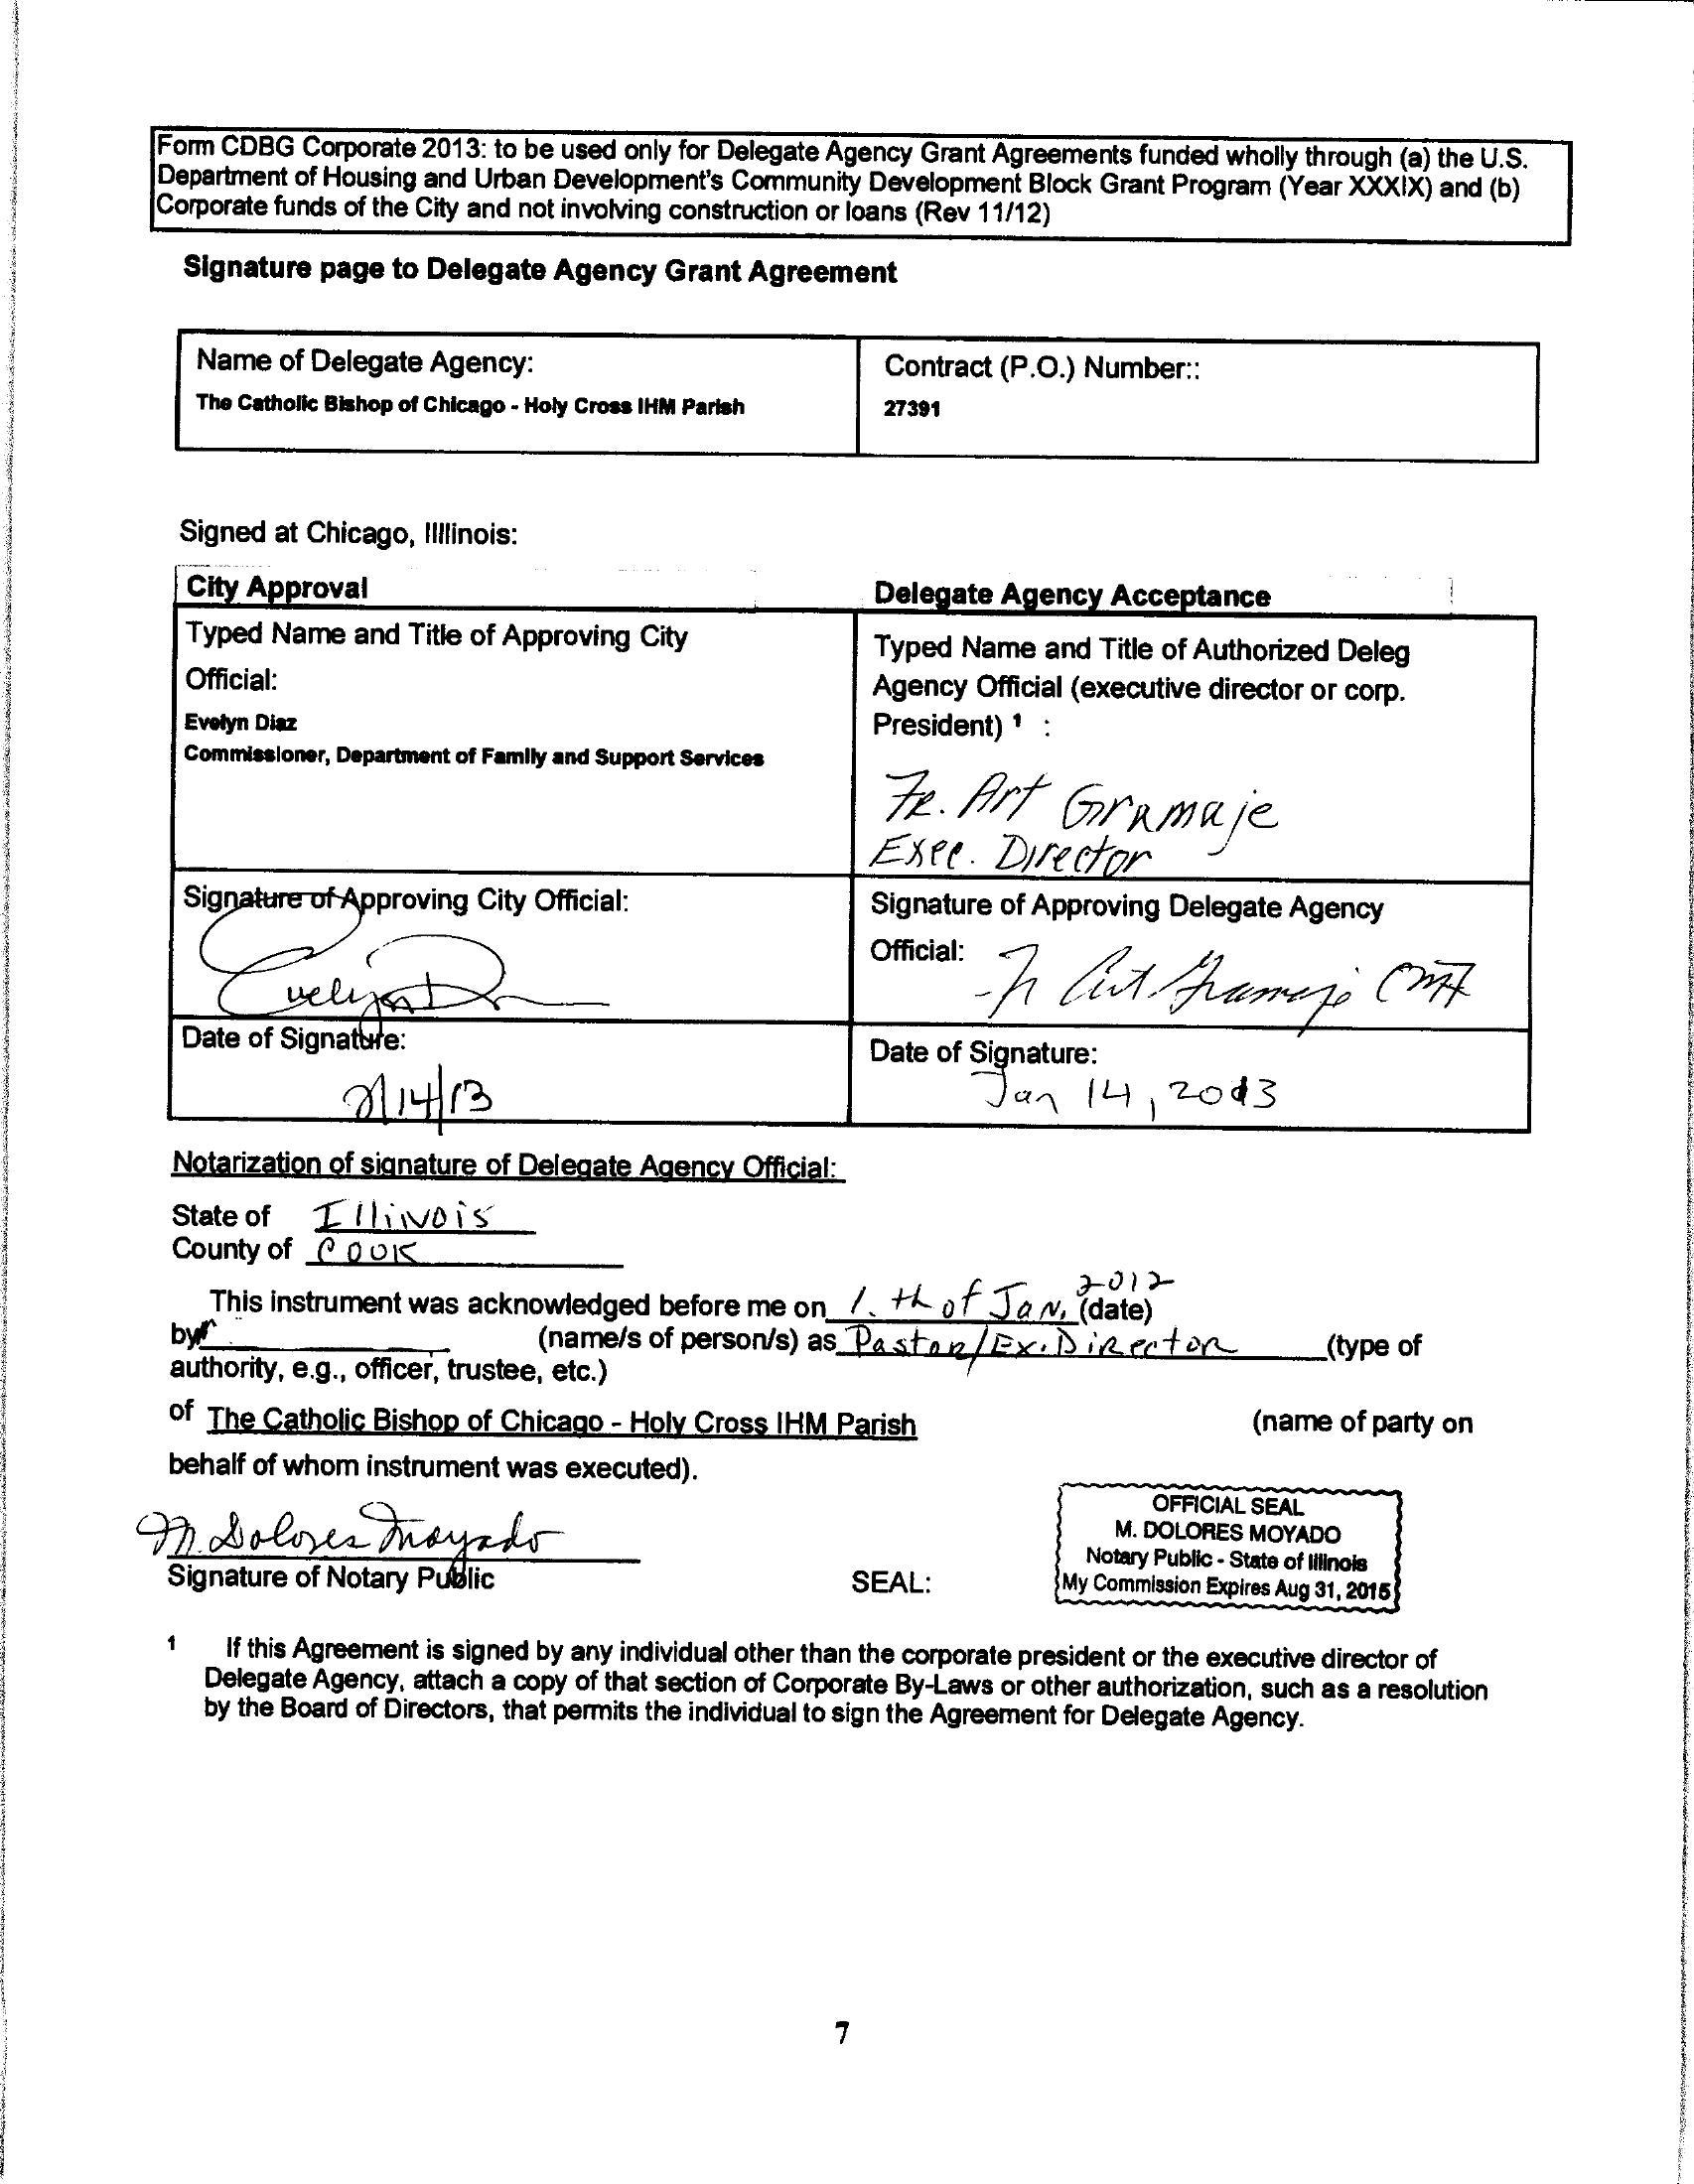 Form CDBG Corporate 2013: to be used only for Delegate Agency Grant Agreements funded wholly through (a) the U.S.
Department of Housing and Urban Development's Community Development Block Grant Program (Year XXXIX) and (b)
Corporate funds of the City and not involving construction or loans (Rev 11/12)
Signature page to Delegate Agency Grant Agreement
Name of Delegate Agency:
The Catholic Bishop of Chicago - Holy Cross IHM Parish
Contract (P.O.) Number::
27391
Signed at Chicago, Illlinois:
City Approval
Delegate Agency Acceptance
Typed Name and Title of Approving City
Official:
Evelyn Diaz
Commissioner, Department of Family and Support Services
Typed Name and Title of Authorized Deleg
Agency Official (executive director or corp.
President) 1 :
FR. Art Gramaje
Exec. Director
Signature of Approving City Official:
Evelyn D
Signature of Approving Delegate Agency
Official:
Fr Art Gramaje CMF
Date of Signature:
2/14/13
Date of Signature:
Jan 14, 2013
Notarization of signature of Delegate Agency Official:
State of Illinois
County of COOK
This instrument was acknowledged before me on 1. th of Jan. 2012 (date)
by (name/s of person/s) as Pastor/Ex. Director (type of
authority, e.g., officer, trustee, etc.)
of The Catholic Bishop of Chicago - Holy Cross IHM Parish (name of party on
behalf of whom instrument was executed).
M. Dolores Moyado
Signature of Notary Public
SEAL:
OFFICIAL SEAL
M. DOLORES MOYADO
Notary Public - State of Illinois
My Commission Expires Aug 31, 2015
1 If this Agreement is signed by any individual other than the corporate president or the executive director of
Delegate Agency, attach a copy of that section of Corporate By-Laws or other authorization, such as a resolution
by the Board of Directors, that permits the individual to sign the Agreement for Delegate Agency.
7